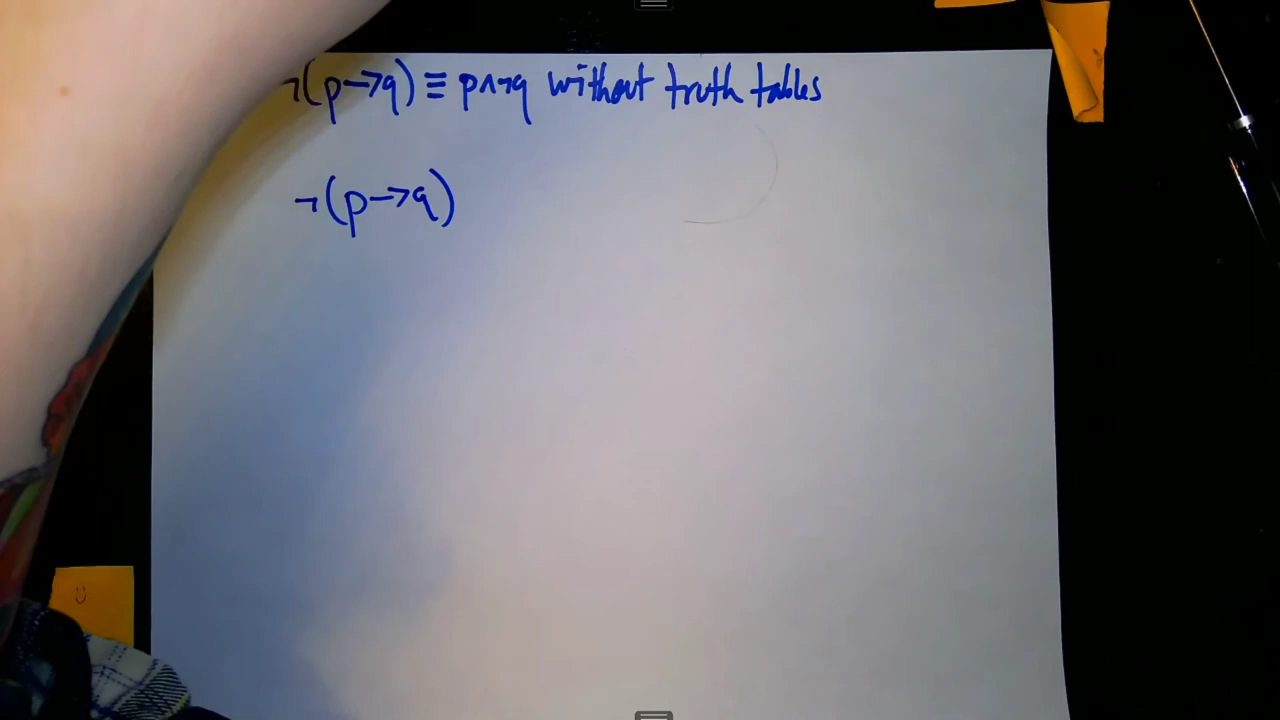 ¬(p→q) ≡ p∧¬q without truth tables
¬(p→q)